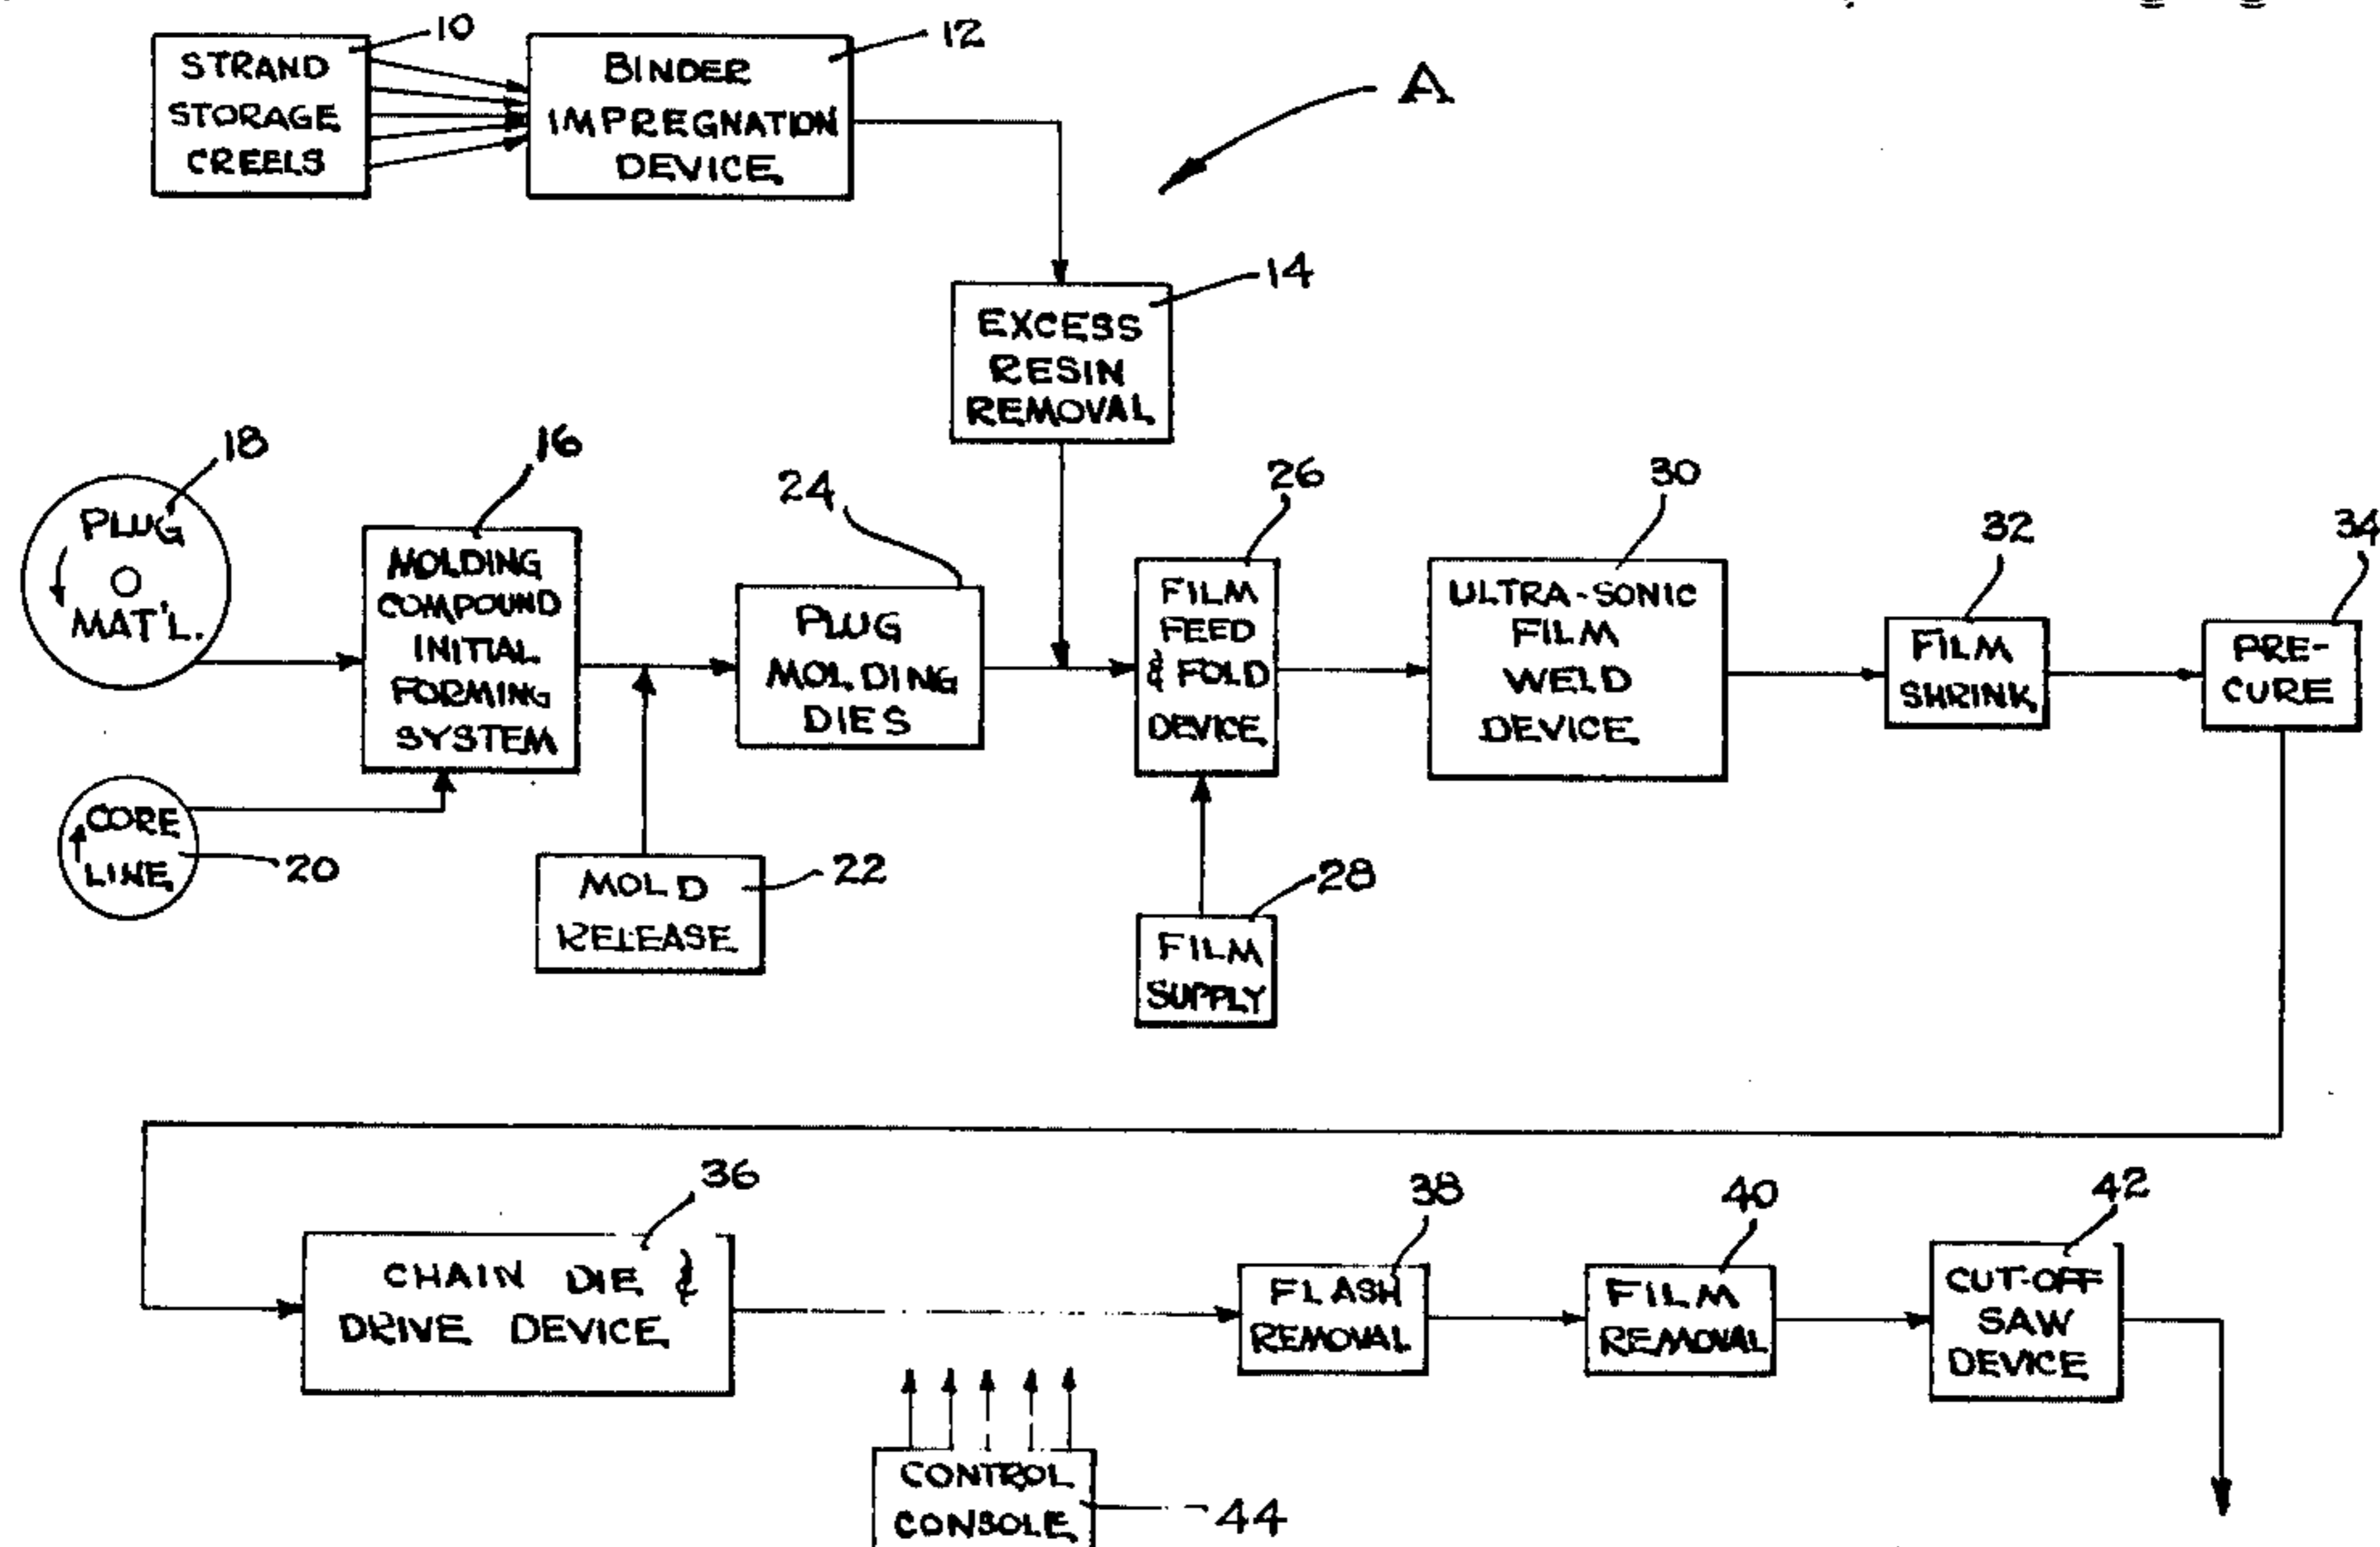 10
STRAND
STORAGE
CREELS
12
BINDER
IMPREGNATION
DEVICE
A
14
EXCESS
RESIN
REMOVAL
18
PLUG
MAT'L.
16
MOLDING
COMPOUND
INITIAL
FORMING
SYSTEM
20
CORE
LINE
22
MOLD
RELEASE
24
PLUG
MOLDING
DIES
26
FILM
FEED
& FOLD
DEVICE
28
FILM
SUPPLY
30
ULTRA-SONIC
FILM
WELD
DEVICE
32
FILM
SHRINK
34
PRE-
CURE
36
CHAIN DIE &
DRIVE DEVICE
38
FLASH
REMOVAL
40
FILM
REMOVAL
42
CUT-OFF
SAW
DEVICE
CONTROL
CONSOLE
44